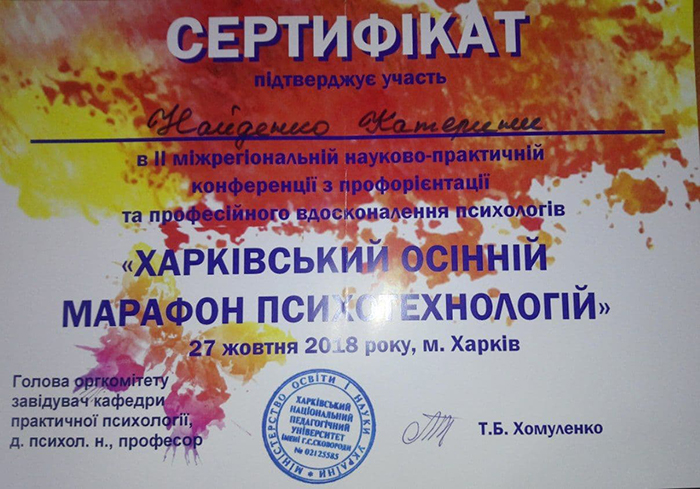 СЕРТИФІКАТ
підтверджує участь
Найденко Катерини
в ІІ міжрегіональній науково-практичній
конференції з профорієнтації
та професійного вдосконалення психологів
«ХАРКІВСЬКИЙ ОСІННІЙ
МАРАФОН ПСИХОТЕХНОЛОГІЙ»
27 жовтня 2018 року, м. Харків
Голова оргкомітету
завідувач кафедри
практичної психології,
д. психол. н., професор
МІНІСТЕРСТВО ОСВІТИ І НАУКИ УКРАЇНИ
ХАРКІВСЬКИЙ
НАЦІОНАЛЬНИЙ
ПЕДАГОГІЧНИЙ
УНІВЕРСИТЕТ
ІМЕНІ Г.С.СКОВОРОДИ
№ 02125585
Т.Б. Хомуленко